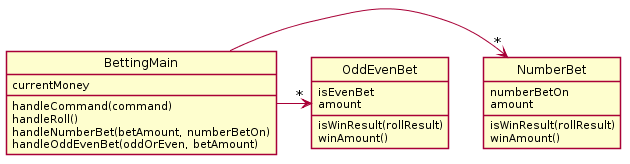 BettingMain
currentMoney
handleCommand(command)
handleRoll()
handleNumberBet(betAmount, numberBetOn)
handleOddEvenBet(oddOrEven, betAmount)
*
OddEvenBet
isEvenBet
amount
isWinResult(rollResult)
winAmount()
*
NumberBet
numberBetOn
amount
isWinResult(rollResult)
winAmount()